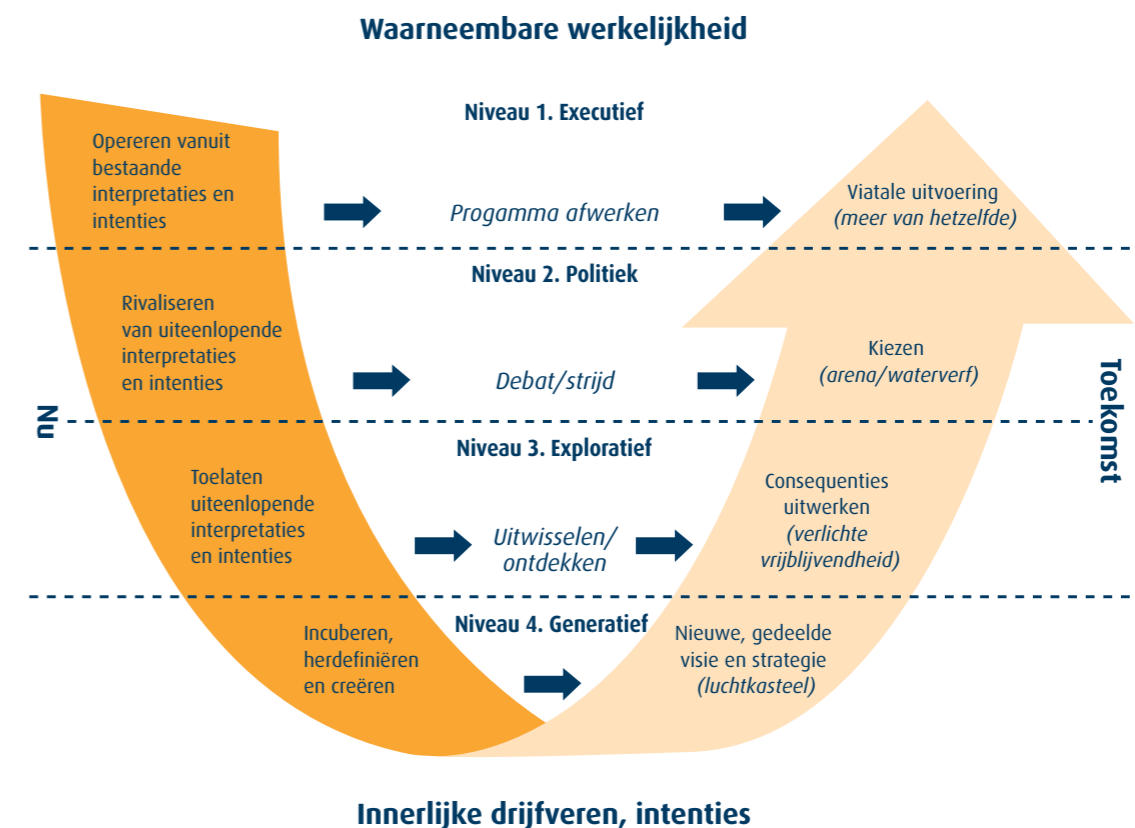 Waarneembare werkelijkheid
Niveau 1. Executief
Opereren vanuit
bestaande
interpretaties en
intenties
Progamma afwerken
Viatale uitvoering
(meer van hetzelfde)
Niveau 2. Politiek
Rivaliseren
van uiteenlopende
interpretaties
en intenties
Debat/strijd
Kiezen
(arena/waterverf)
Nu
Toekomst
Niveau 3. Exploratief
Toelaten
uiteenlopende
interpretaties
en intenties
Uitwisselen/
ontdekken
Consequenties
uitwerken
(verlichte
vrijblijvendheid)
Niveau 4. Generatief
Incuberen,
herdefiniëren
en creëren
Nieuwe, gedeelde
visie en strategie
(luchtkasteel)
Innerlijke drijfveren, intenties